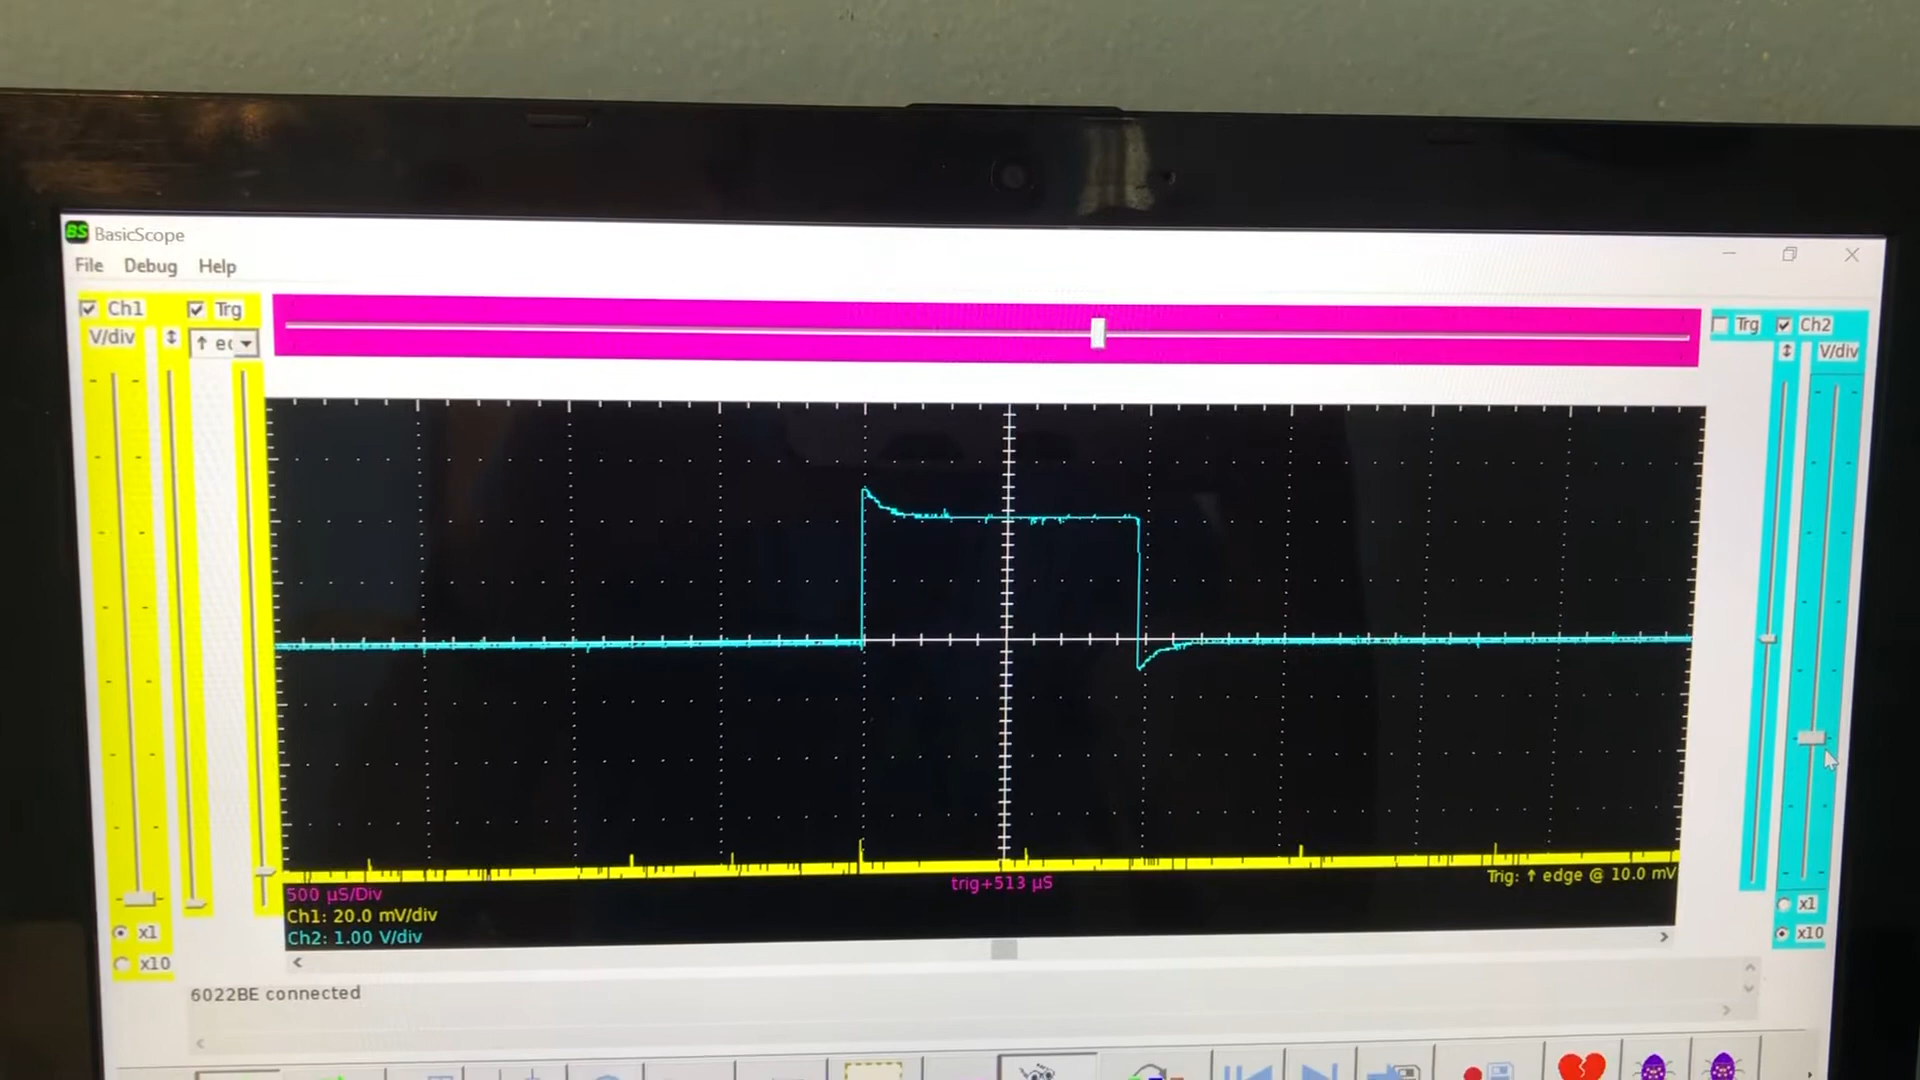 BS BasicScope
File Debug Help
Ch1 Trg
V/div
Trg Ch2
V/div
500 µS/Div
Ch1: 20.0 mV/div
Ch2: 1.00 V/div
trig+513 µS
Trig: ↑ edge @ 10.0 mV
x1
x10
x1
x10
6022BE connected